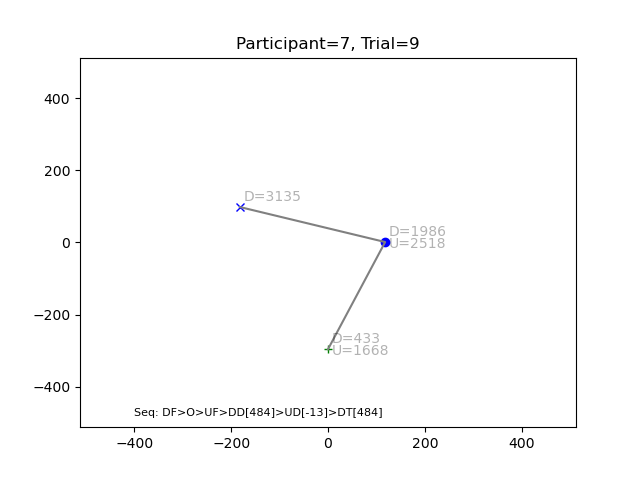 Participant=7, Trial=9
400
200
0
−200
−400
D=3135
D=1986
U=2518
D=433
U=1668
Seq: DF>O>UF>DD[484]>UD[-13]>DT[484]
−400
−200
0
200
400